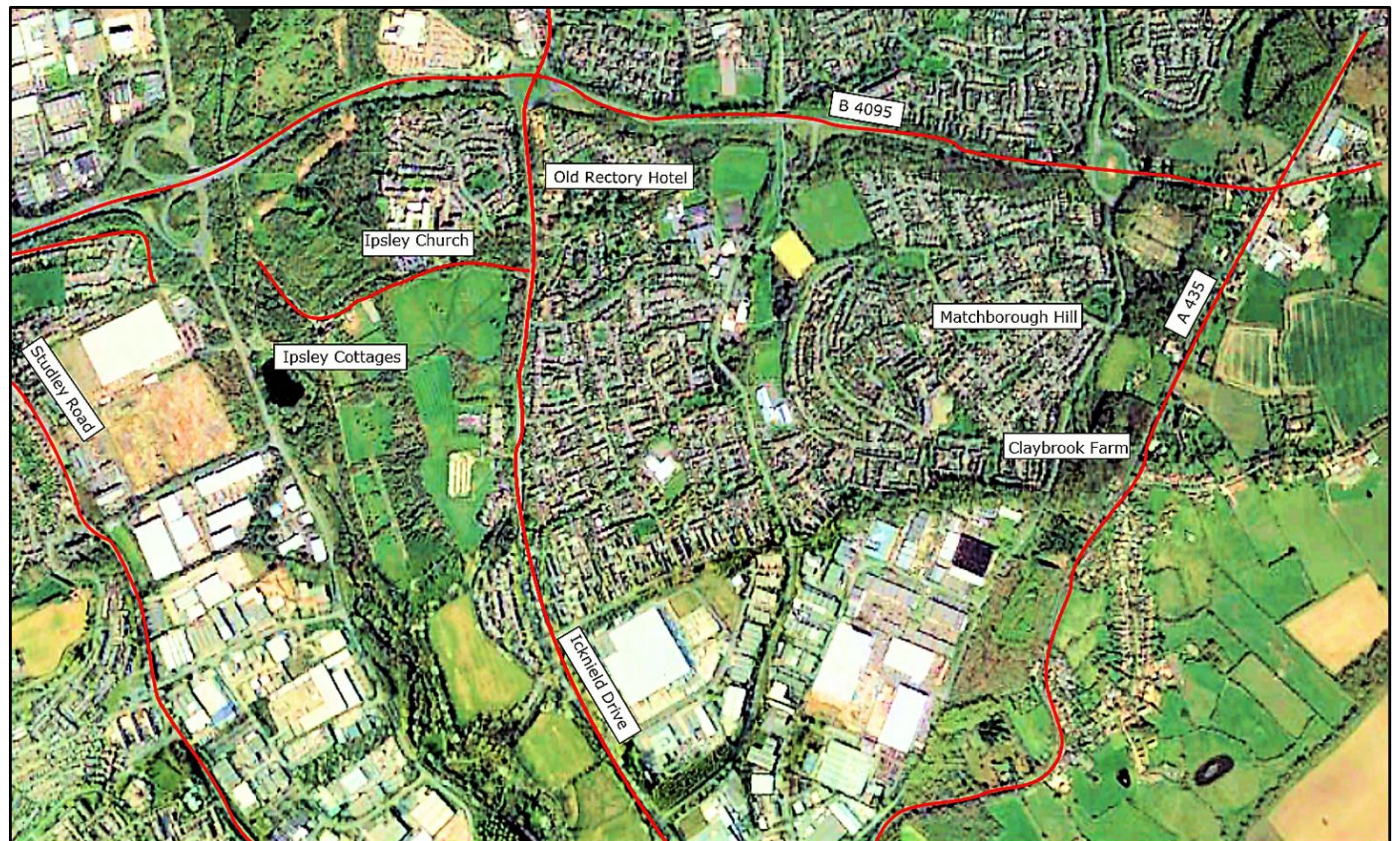 B 4095
Old Rectory Hotel
Ipsley Church
A 435
Matchborough Hill
Ipsley Cottages
Studley Road
Claybrook Farm
Icknield Drive